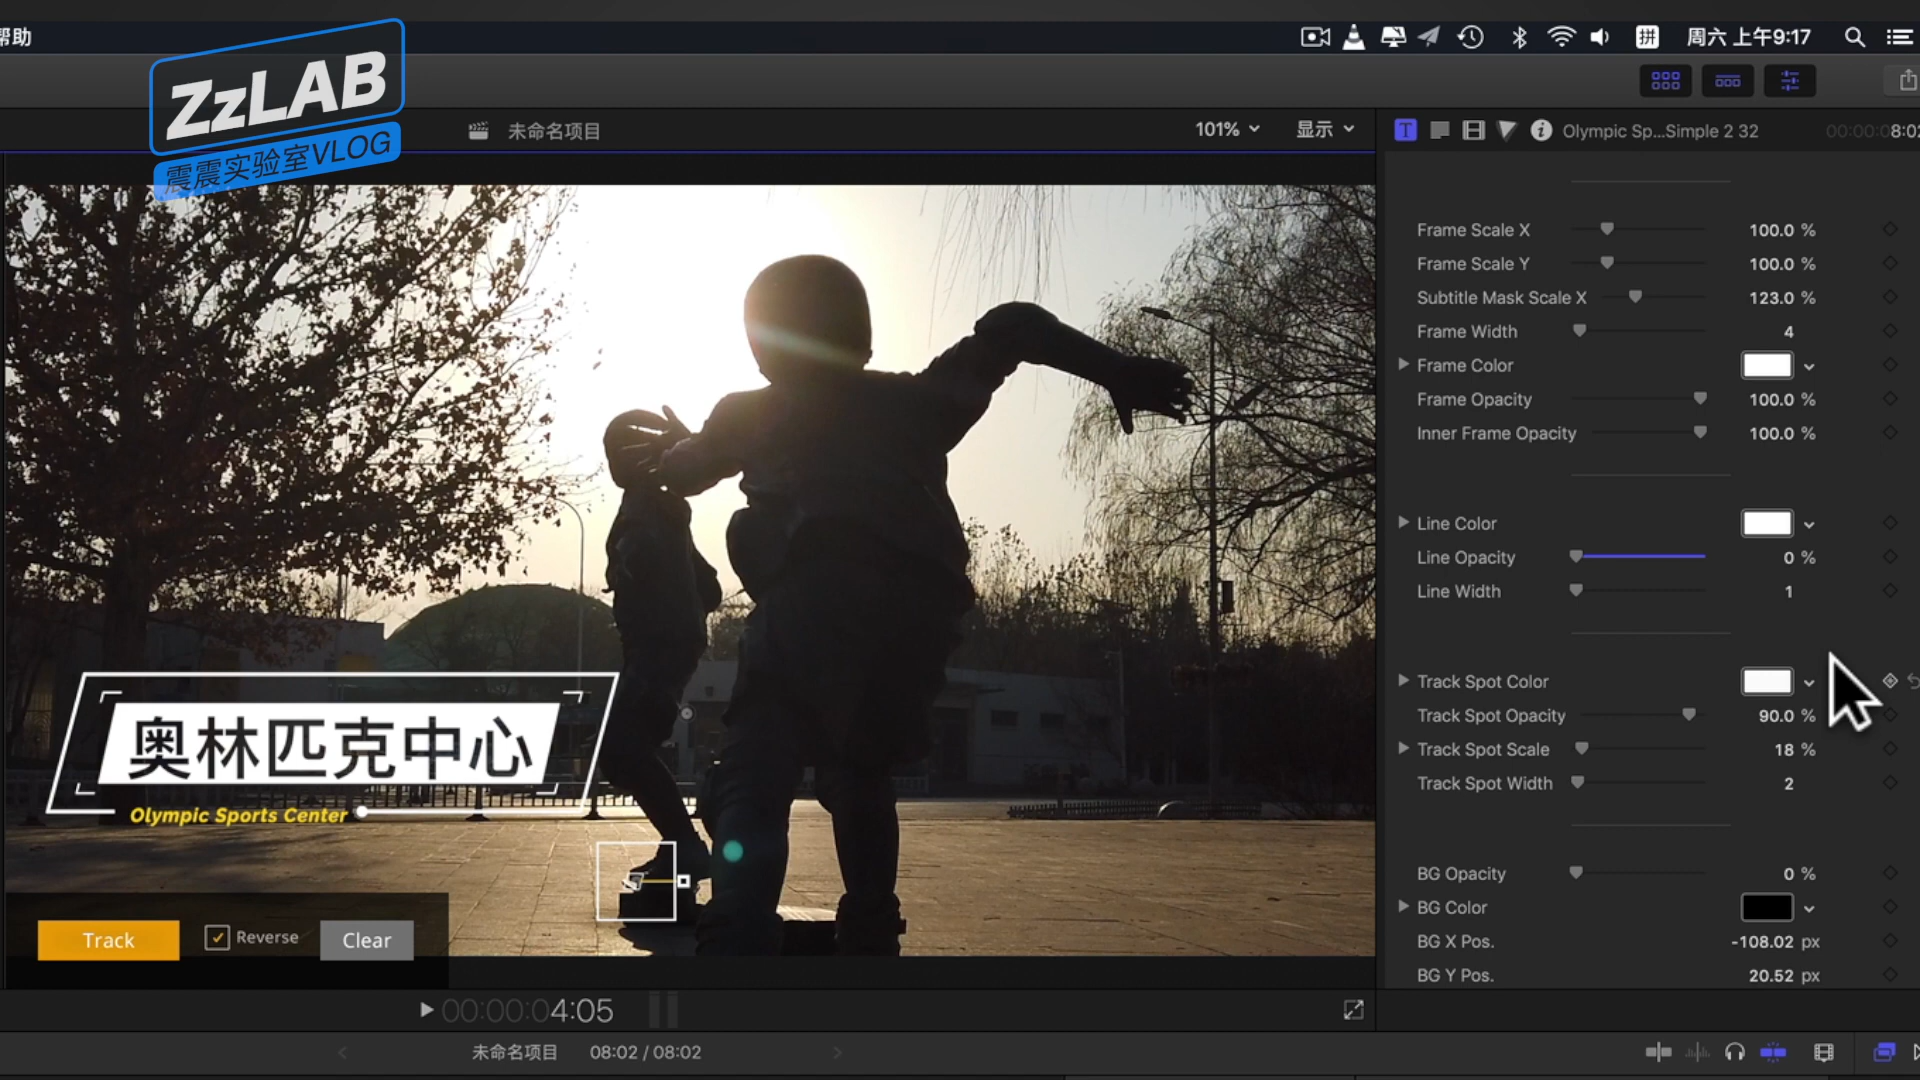 帮助
周六 上午9:17
ZzLAB
震震实验室VLOG
未命名项目
101%
显示
T
Olympic Sp...Simple 2 32
00:00:08:02
Frame Scale X 100.0 %
Frame Scale Y 100.0 %
Subtitle Mask Scale X 123.0 %
Frame Width 4
Frame Color
Frame Opacity 100.0 %
Inner Frame Opacity 100.0 %
Line Color
Line Opacity 0 %
Line Width 1
Track Spot Color
Track Spot Opacity 90.0 %
Track Spot Scale 18 %
Track Spot Width 2
BG Opacity 0 %
BG Color
BG X Pos. -108.02 px
BG Y Pos. 20.52 px
奥林匹克中心
Olympic Sports Center
Track
Reverse
Clear
00:00:04:05
未命名项目
08:02 / 08:02
拼